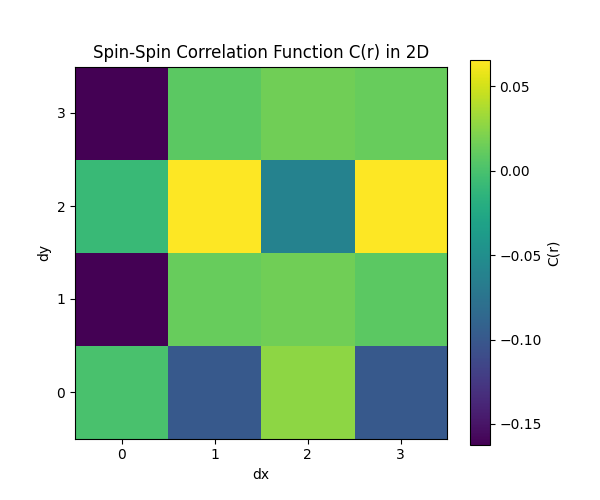 Spin-Spin Correlation Function C(r) in 2D
3
2
1
0
dy
0 1 2 3
dx
0.05
0.00
−0.05
−0.10
−0.15
C(r)